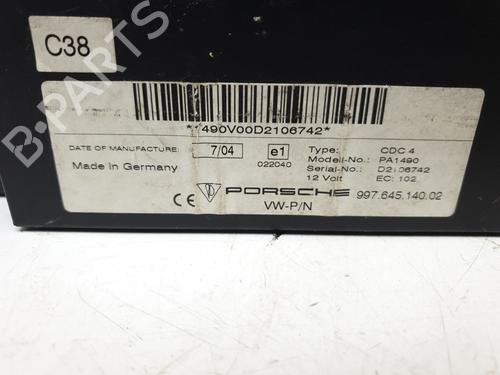 C38
**490V00D2106742*
DATE OF MANUFACTURE: 7/04 e1 Type: CDC 4
022040 Modell-No.: PA1490
Made in Germany Serial-No.: D2106742
12 Volt EC: 102
CE PORSCHE 997.645.140.02
VW-P/N
B-PARTS